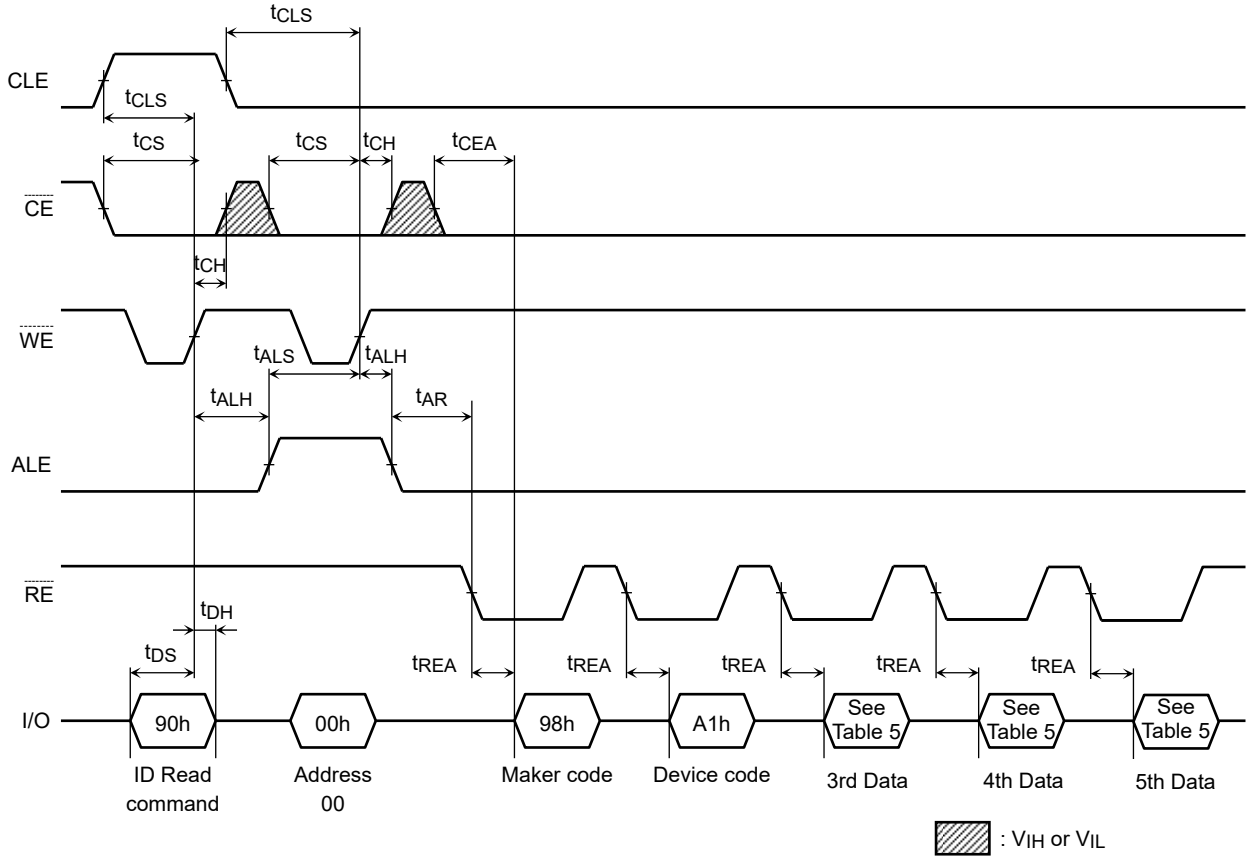 tCLS
CLE
tCLS
tCS tCS tCH tCEA
CE
tCH
WE
tALS tALH
tALH tAR
ALE
RE
tDH
tDS tREA tREA tREA tREA tREA
I/O 90h 00h 98h A1h See Table 5 See Table 5 See Table 5
ID Read command Address 00 Maker code Device code 3rd Data 4th Data 5th Data
: VIH or VIL